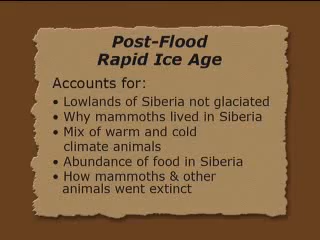 Post-Flood
Rapid Ice Age
Accounts for:
• Lowlands of Siberia not glaciated
• Why mammoths lived in Siberia
• Mix of warm and cold
climate animals
• Abundance of food in Siberia
• How mammoths & other
animals went extinct